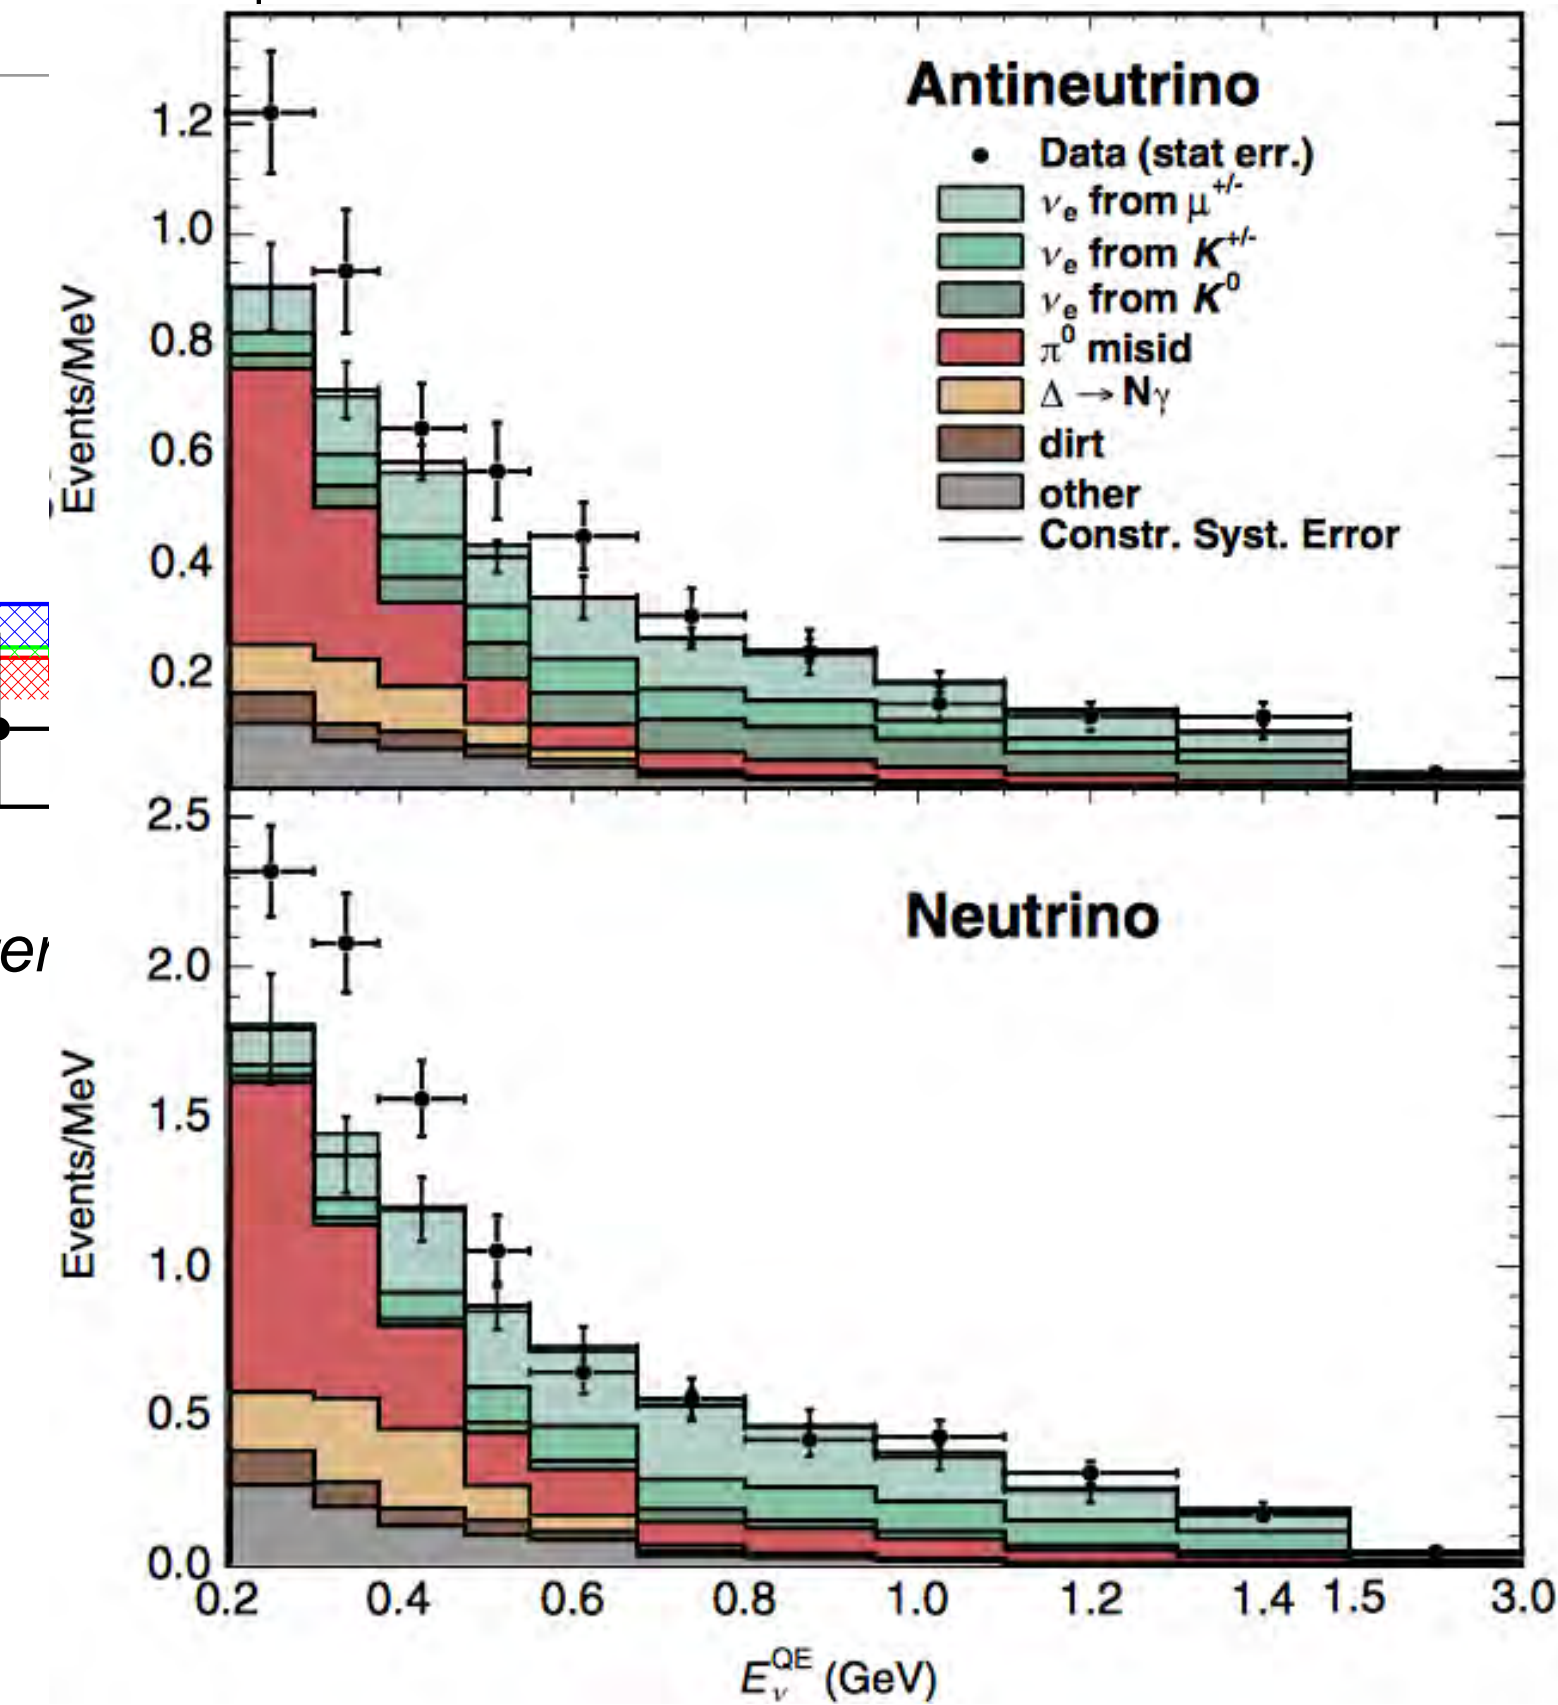 Antineutrino
Data (stat err.)
νe from μ+/-
νe from K+/-
νe from K0
π0 misid
Δ → Nγ
dirt
other
Constr. Syst. Error
Events/MeV
1.2
1.0
0.8
0.6
0.4
0.2
Neutrino
Events/MeV
2.5
2.0
1.5
1.0
0.5
0.0
0.2 0.4 0.6 0.8 1.0 1.2 1.4 1.5 3.0
EνQE (GeV)
er